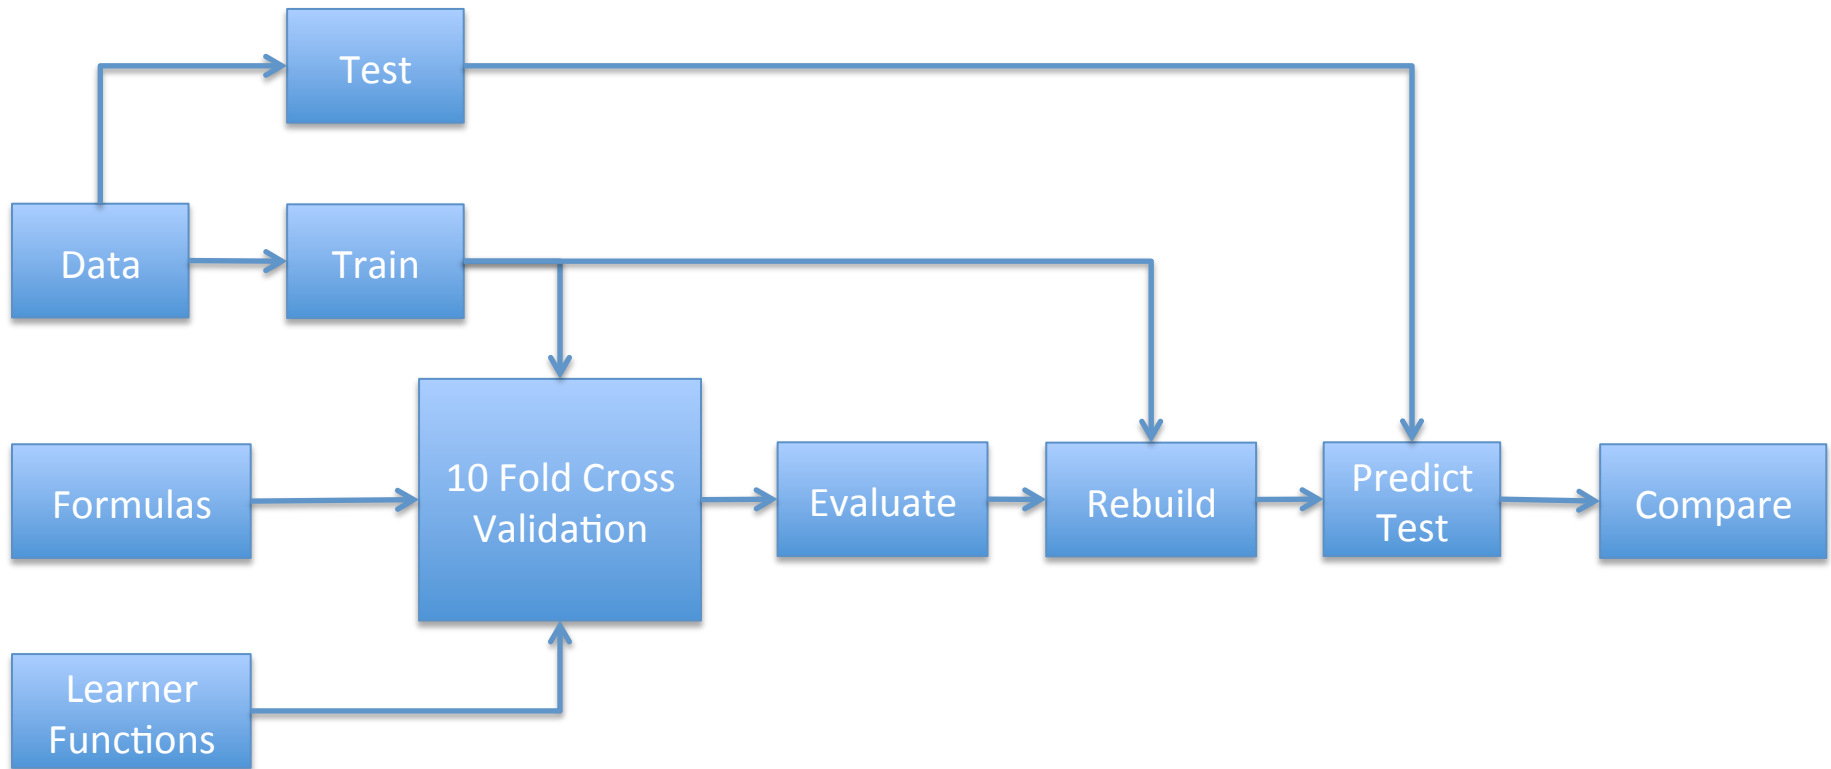 Test
Data
Train
Formulas
10 Fold Cross
Validation
Evaluate
Rebuild
Predict
Test
Compare
Learner
Functions